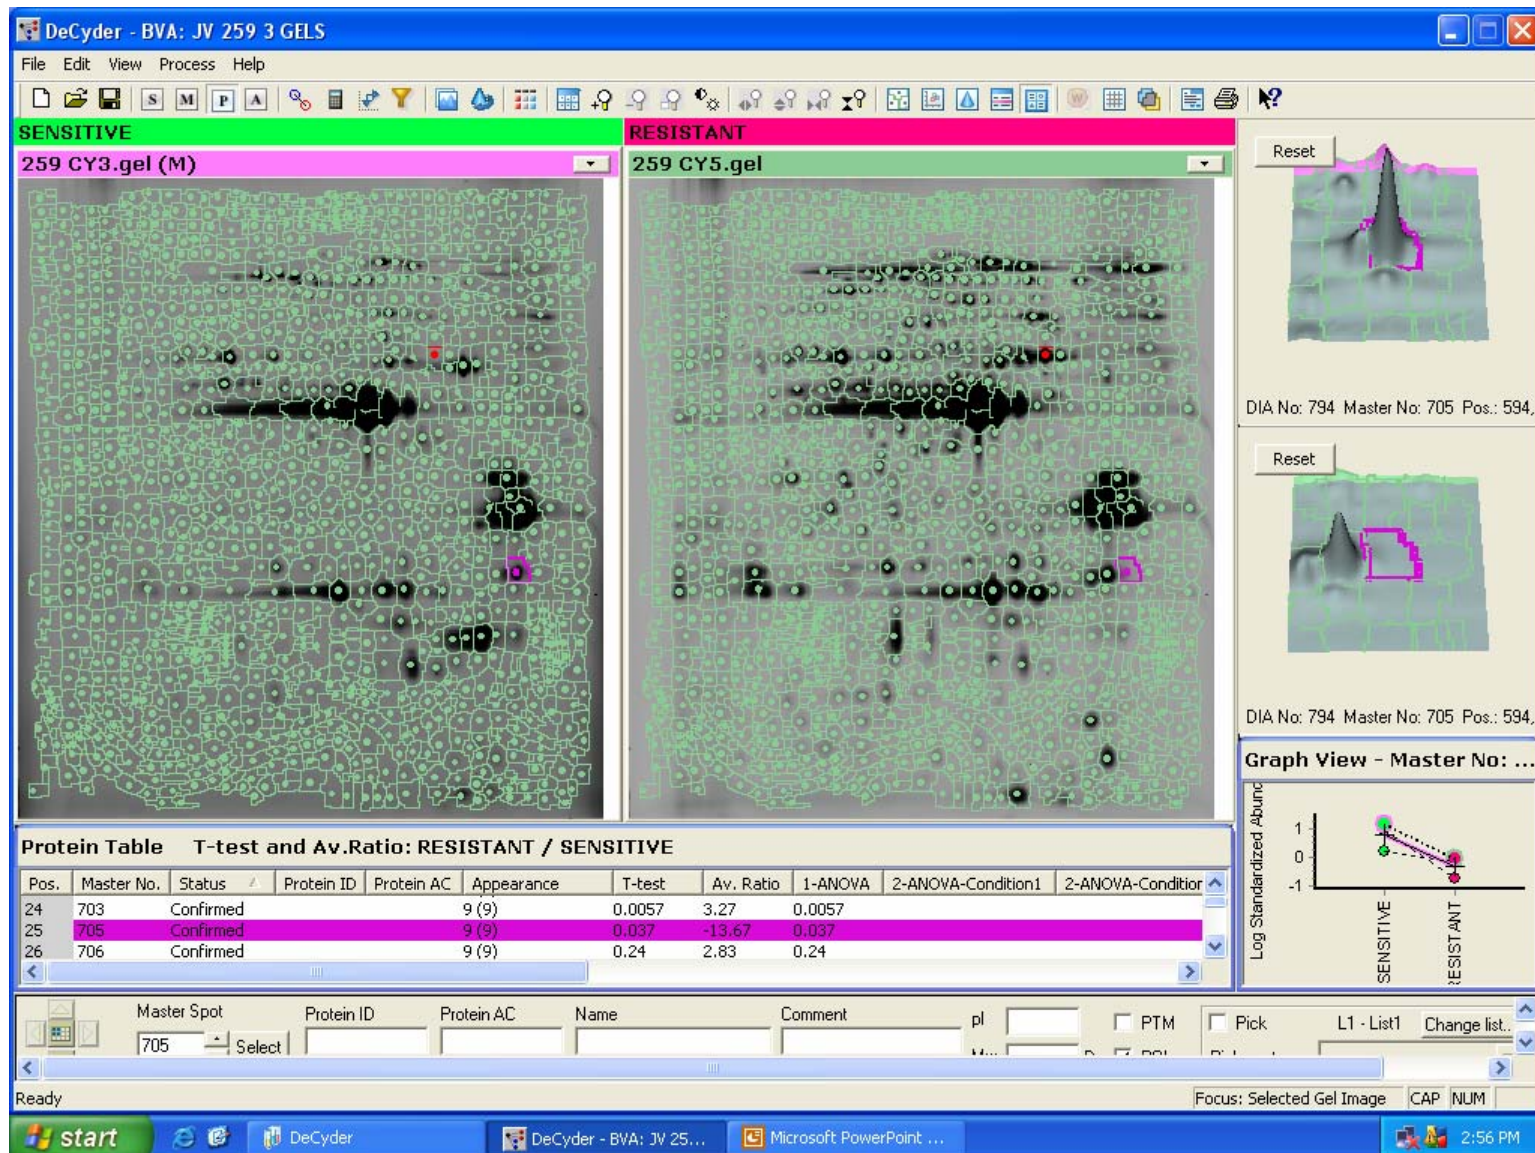 DeCyder - BVA: JV 259 3 GELS
File Edit View Process Help
S M P A
SENSITIVE RESISTANT
259 CY3.gel (M) 259 CY5.gel
Reset
DIA No: 794 Master No: 705 Pos.: 594,
Reset
DIA No: 794 Master No: 705 Pos.: 594,
Graph View - Master No: ...
Log Standardized Abunc
1
0
-1
SENSITIVE
RESISTANT
Protein Table T-test and Av.Ratio: RESISTANT / SENSITIVE
Pos. Master No. Status Protein ID Protein AC Appearance T-test Av. Ratio 1-ANOVA 2-ANOVA-Condition1 2-ANOVA-Condition
24 703 Confirmed 9 (9) 0.0057 3.27 0.0057
25 705 Confirmed 9 (9) 0.037 -13.67 0.037
26 706 Confirmed 9 (9) 0.24 2.83 0.24
Master Spot Protein ID Protein AC Name Comment pI PTM Pick L1 - List1 Change list..
705 Select
Ready Focus: Selected Gel Image CAP NUM
start DeCyder DeCyder - BVA: JV 25... Microsoft PowerPoint ... 2:56 PM